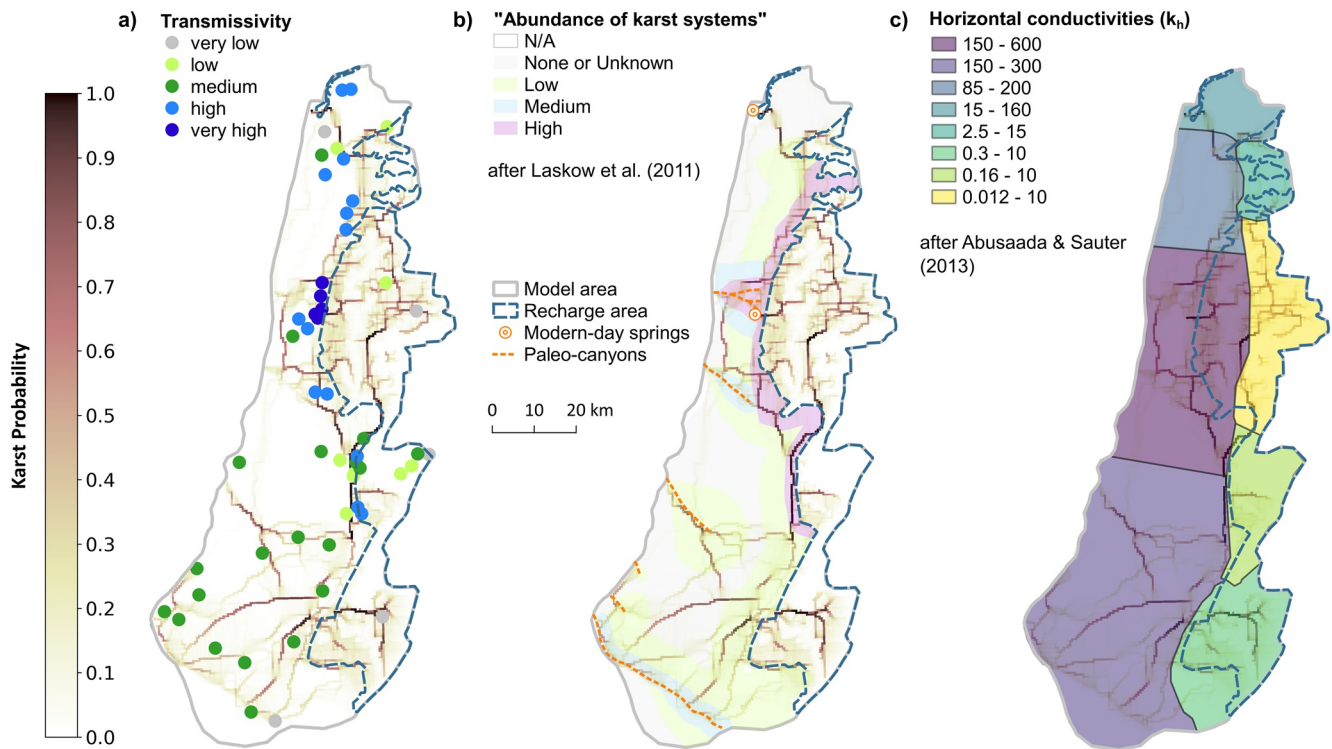 a)
Transmissivity
very low
low
medium
high
very high
b)
"Abundance of karst systems"
N/A
None or Unknown
Low
Medium
High
after Laskow et al. (2011)
Model area
Recharge area
Modern-day springs
Paleo-canyons
0 10 20 km
c)
Horizontal conductivities (kh)
150 - 600
150 - 300
85 - 200
15 - 160
2.5 - 15
0.3 - 10
0.16 - 10
0.012 - 10
after Abusaada & Sauter
(2013)
Karst Probability
1.0
0.9
0.8
0.7
0.6
0.5
0.4
0.3
0.2
0.1
0.0